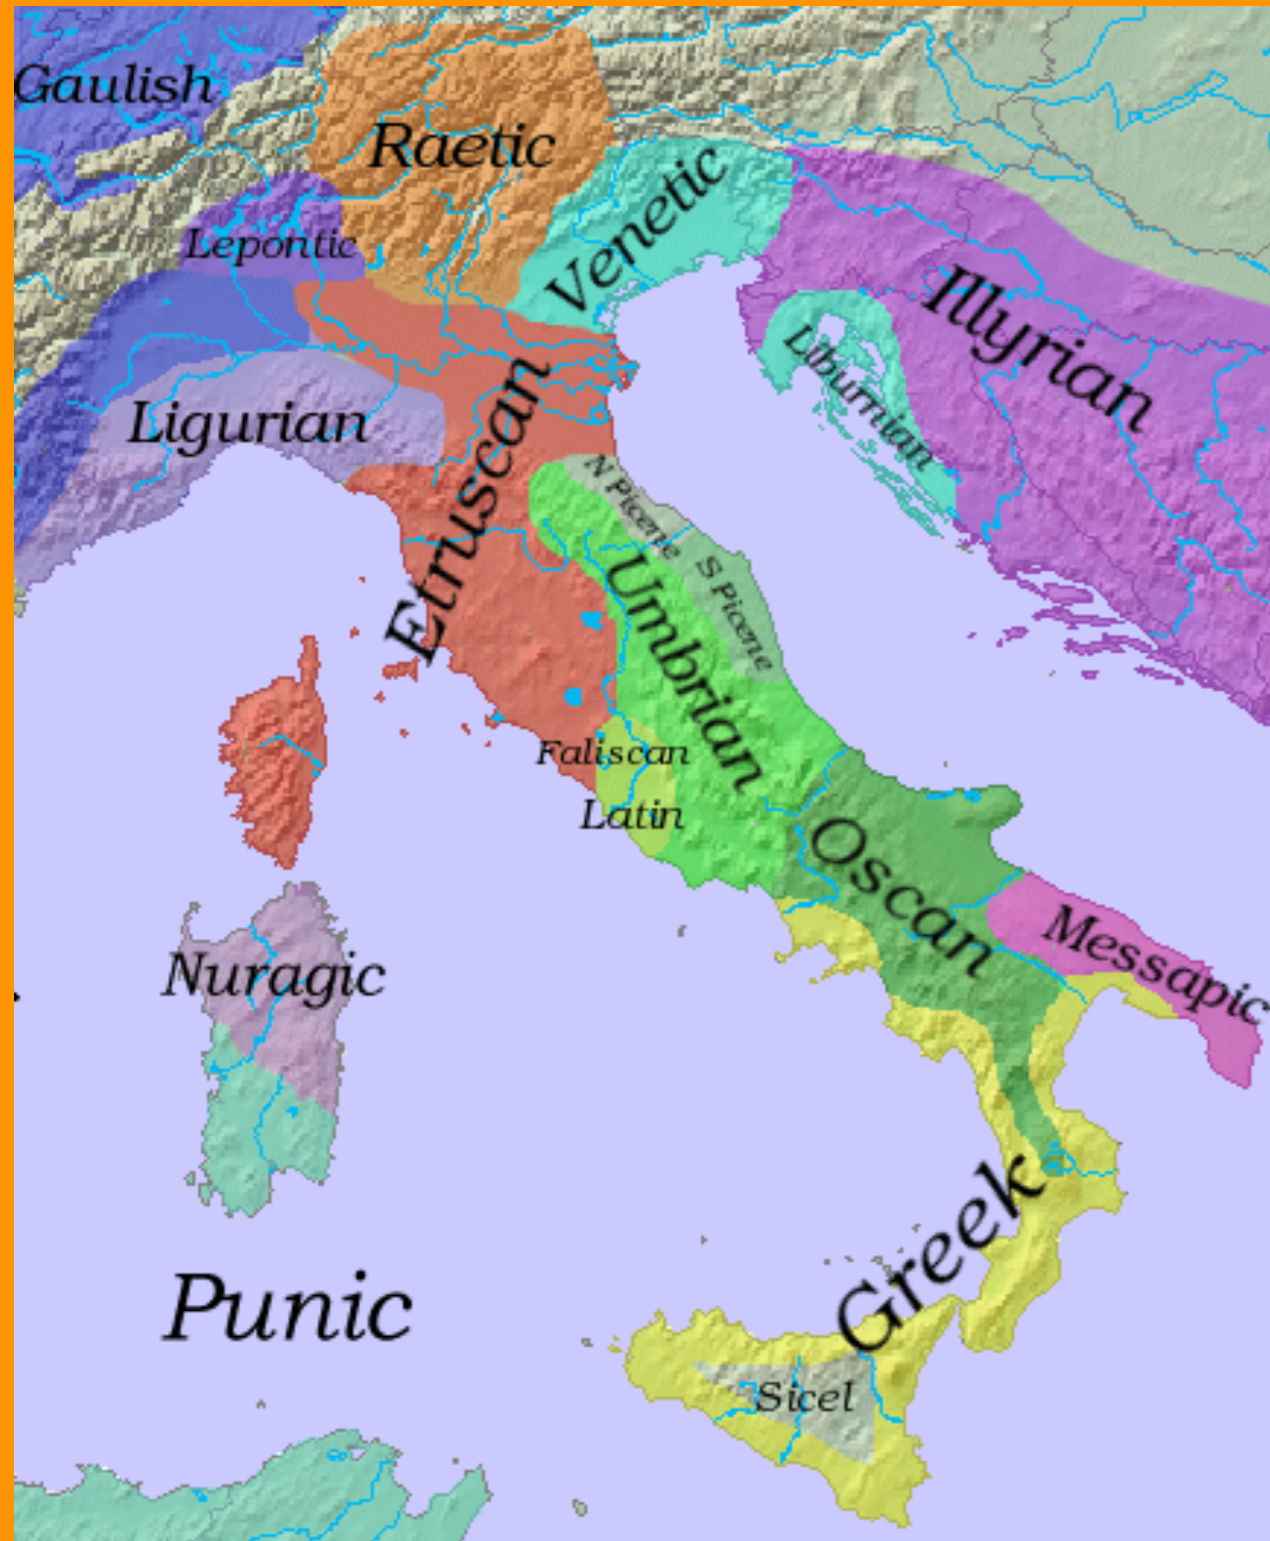 Gaulish
Raetic
Venetic
Lepontic
Illyrian
Liburnian
Ligurian
Etruscan
N Picene
S Picene
Umbrian
Faliscan
Latin
Oscan
Messapic
Nuragic
Greek
Punic
Sicel